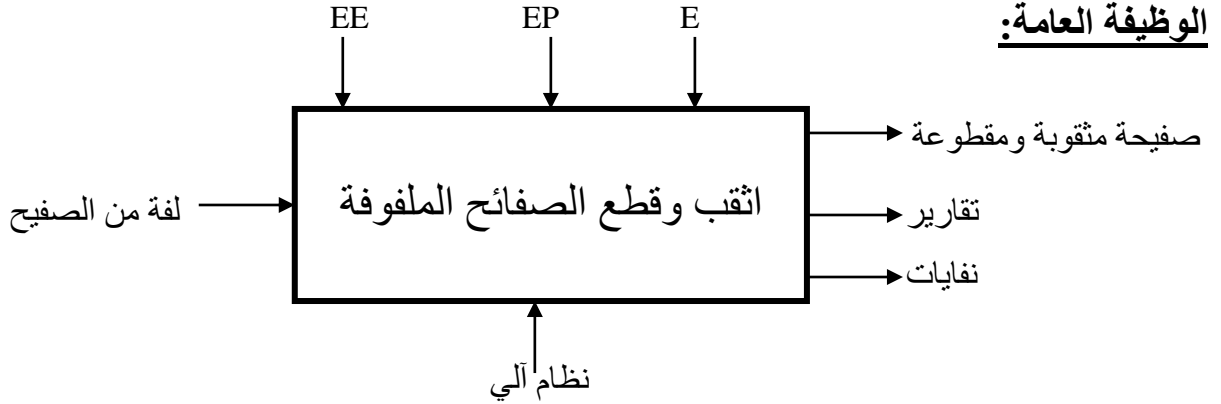 الوظيفة العامة:
EE EP E
صفيحة مثقوبة ومقطوعة
اثقب وقطع الصفائح الملفوفة
لفة من الصفيح
تقارير
نفايات
نظام آلي